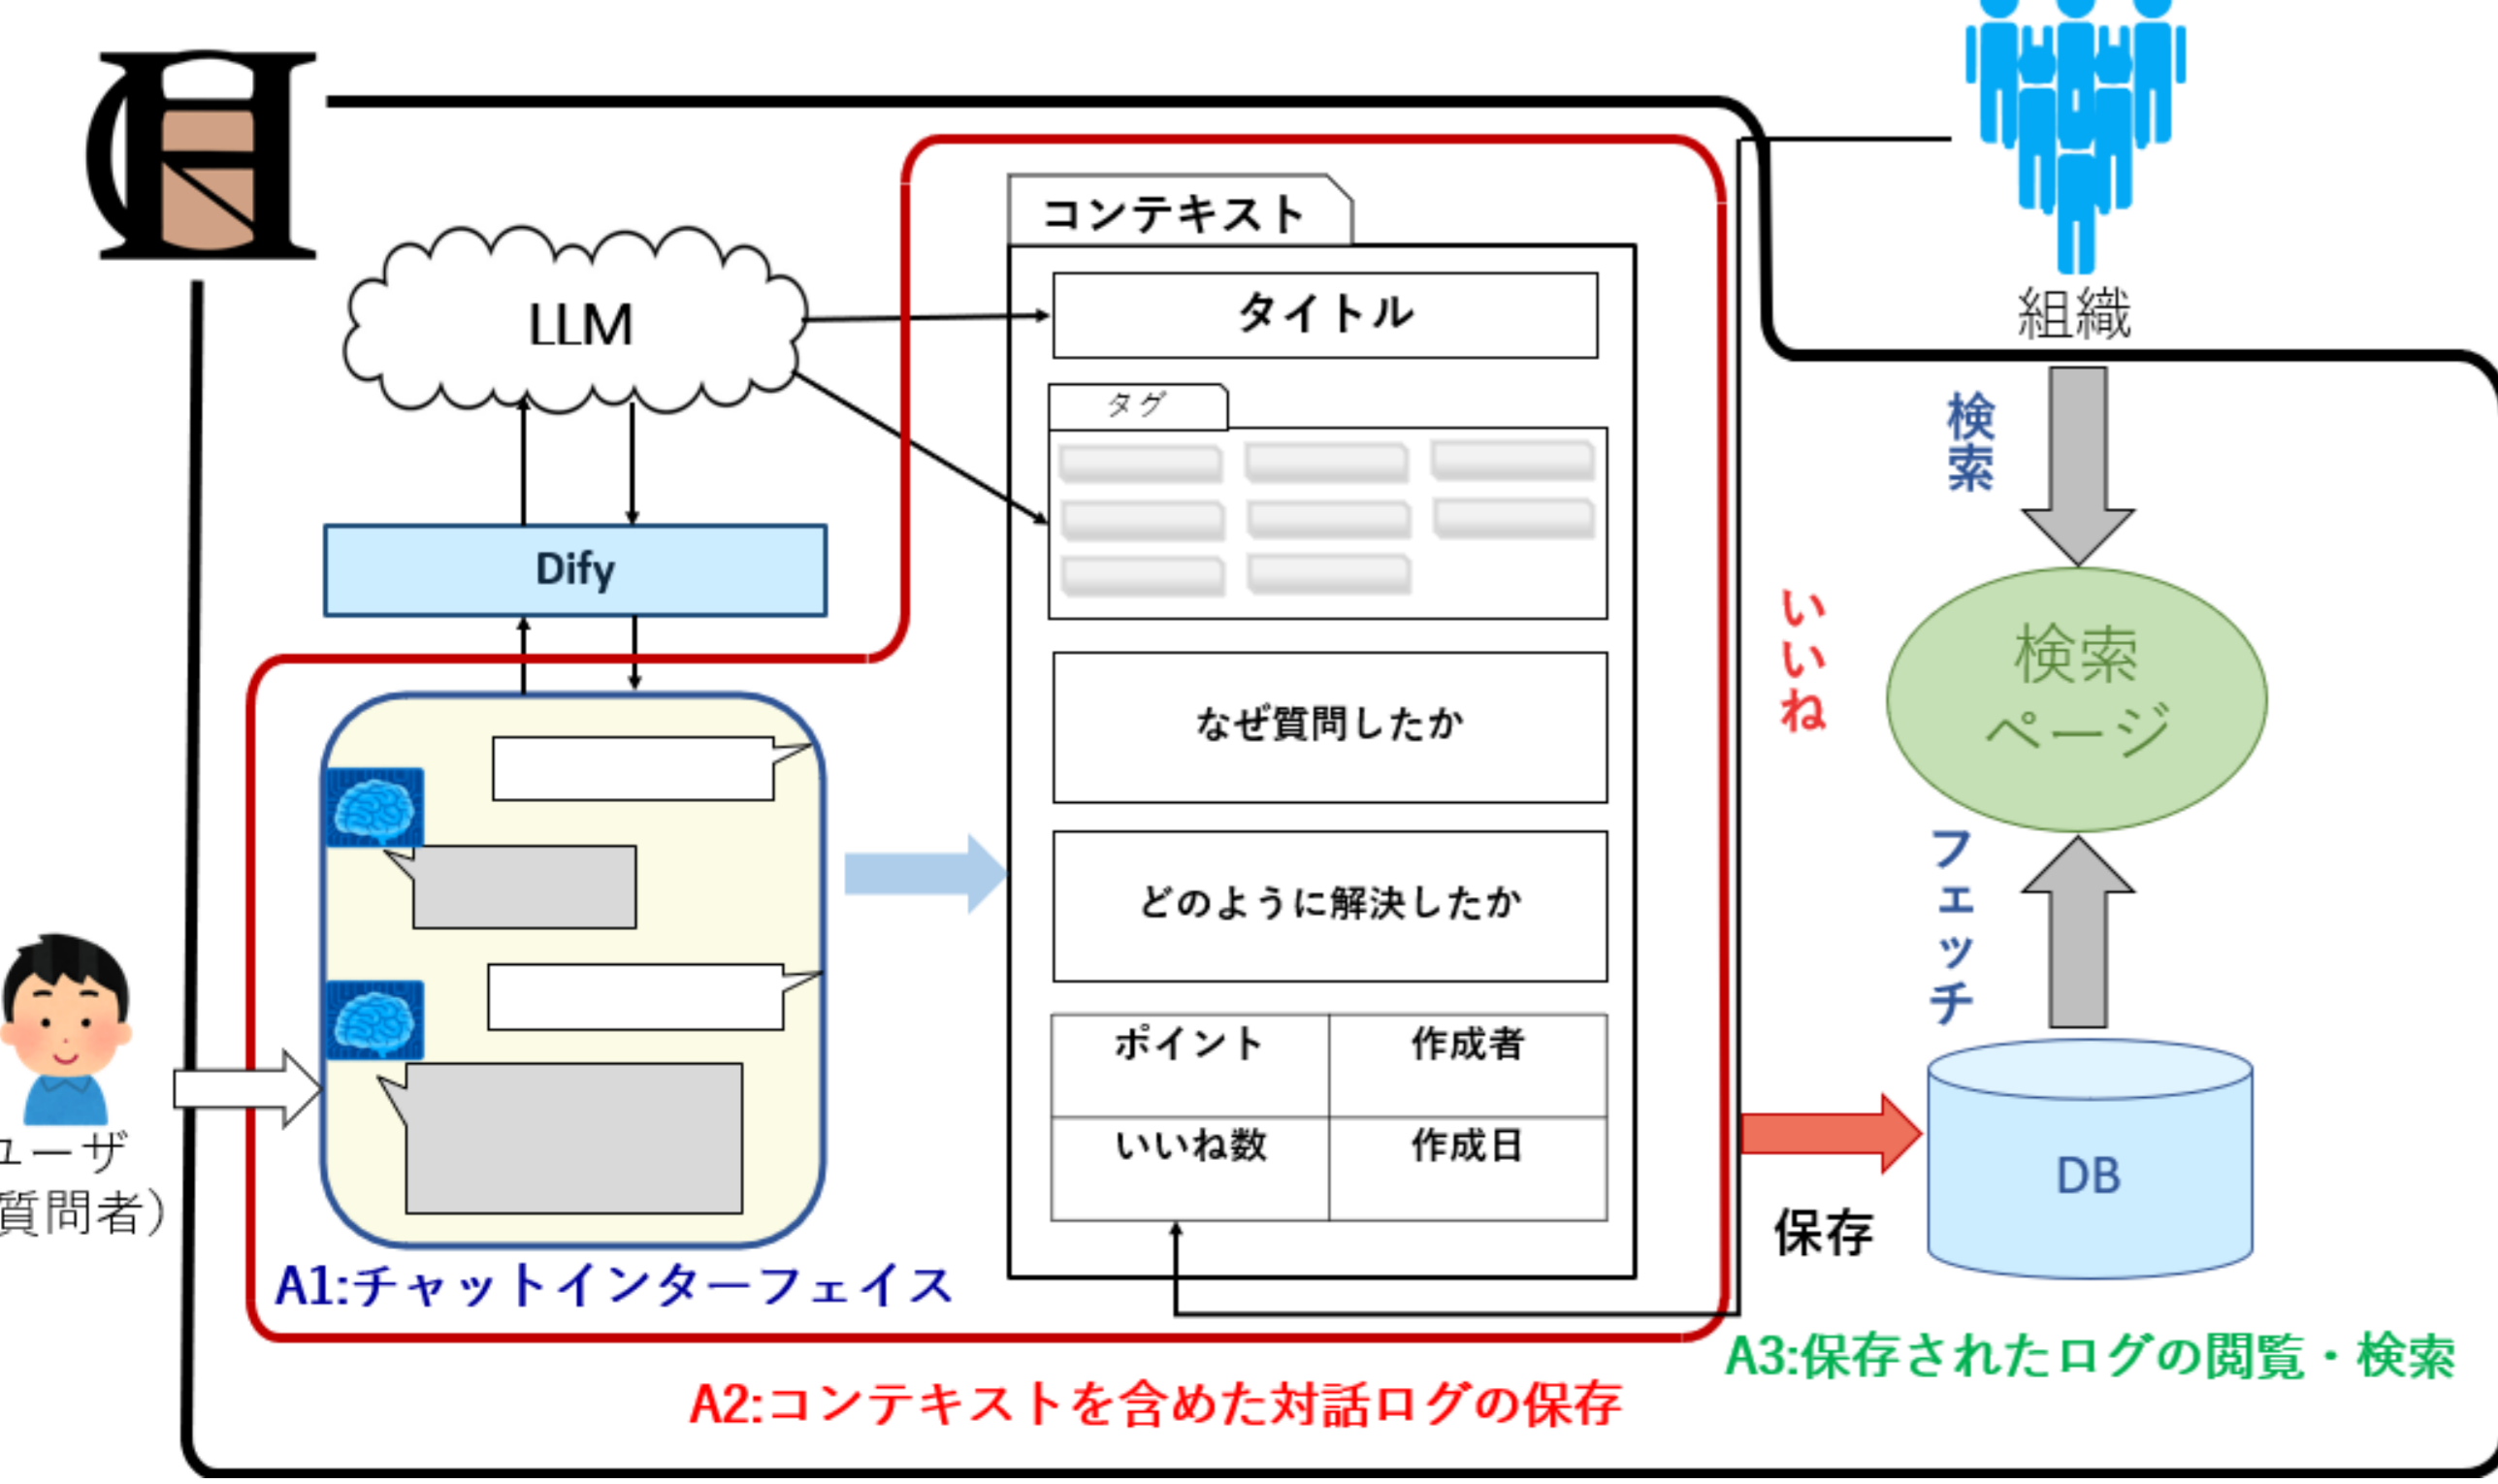 コンテキスト
LLM
タイトル
タグ
Dify
なぜ質問したか
どのように解決したか
ポイント
作成者
いいね数
作成日
ユーザ
質問者）
A1:チャットインターフェイス
A2:コンテキストを含めた対話ログの保存
組織
検索
いいね
検索
ページ
フェッチ
DB
保存
A3:保存されたログの閲覧・検索